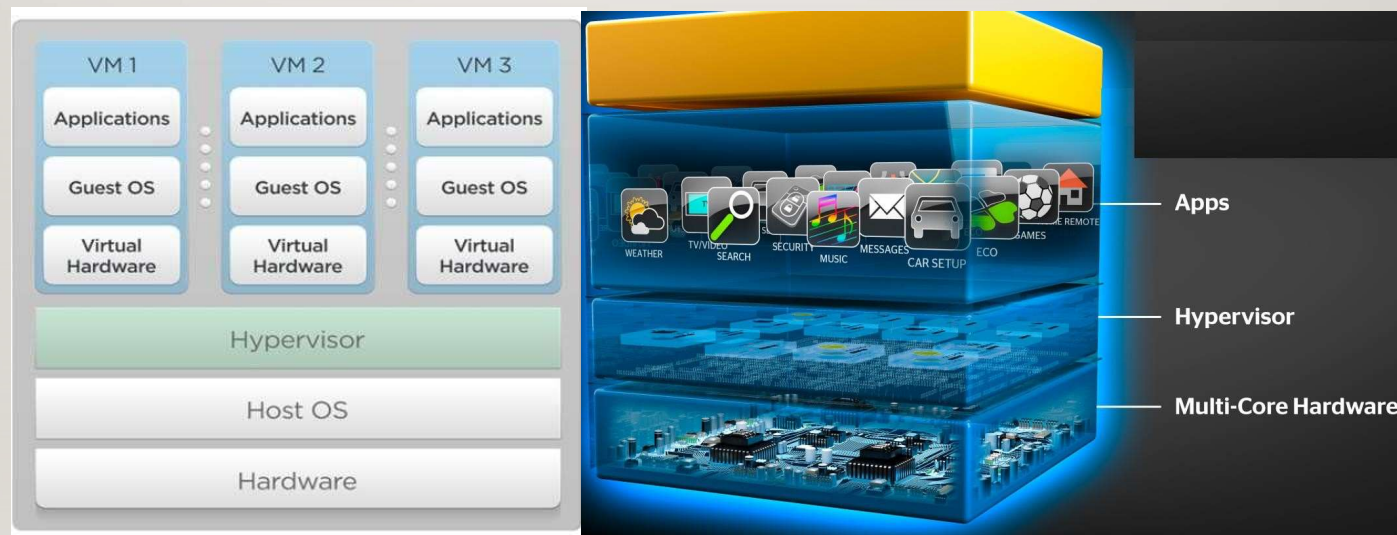 VM 1
VM 2
VM 3
Applications
Applications
Applications
Guest OS
Guest OS
Guest OS
Virtual
Hardware
Virtual
Hardware
Virtual
Hardware
Hypervisor
Host OS
Hardware
WEATHER
TV/VIDEO
SEARCH
SECURITY
MUSIC
MESSAGES
CAR SETUP
ECO
GAMES
REMOTE
Apps
Hypervisor
Multi-Core Hardware